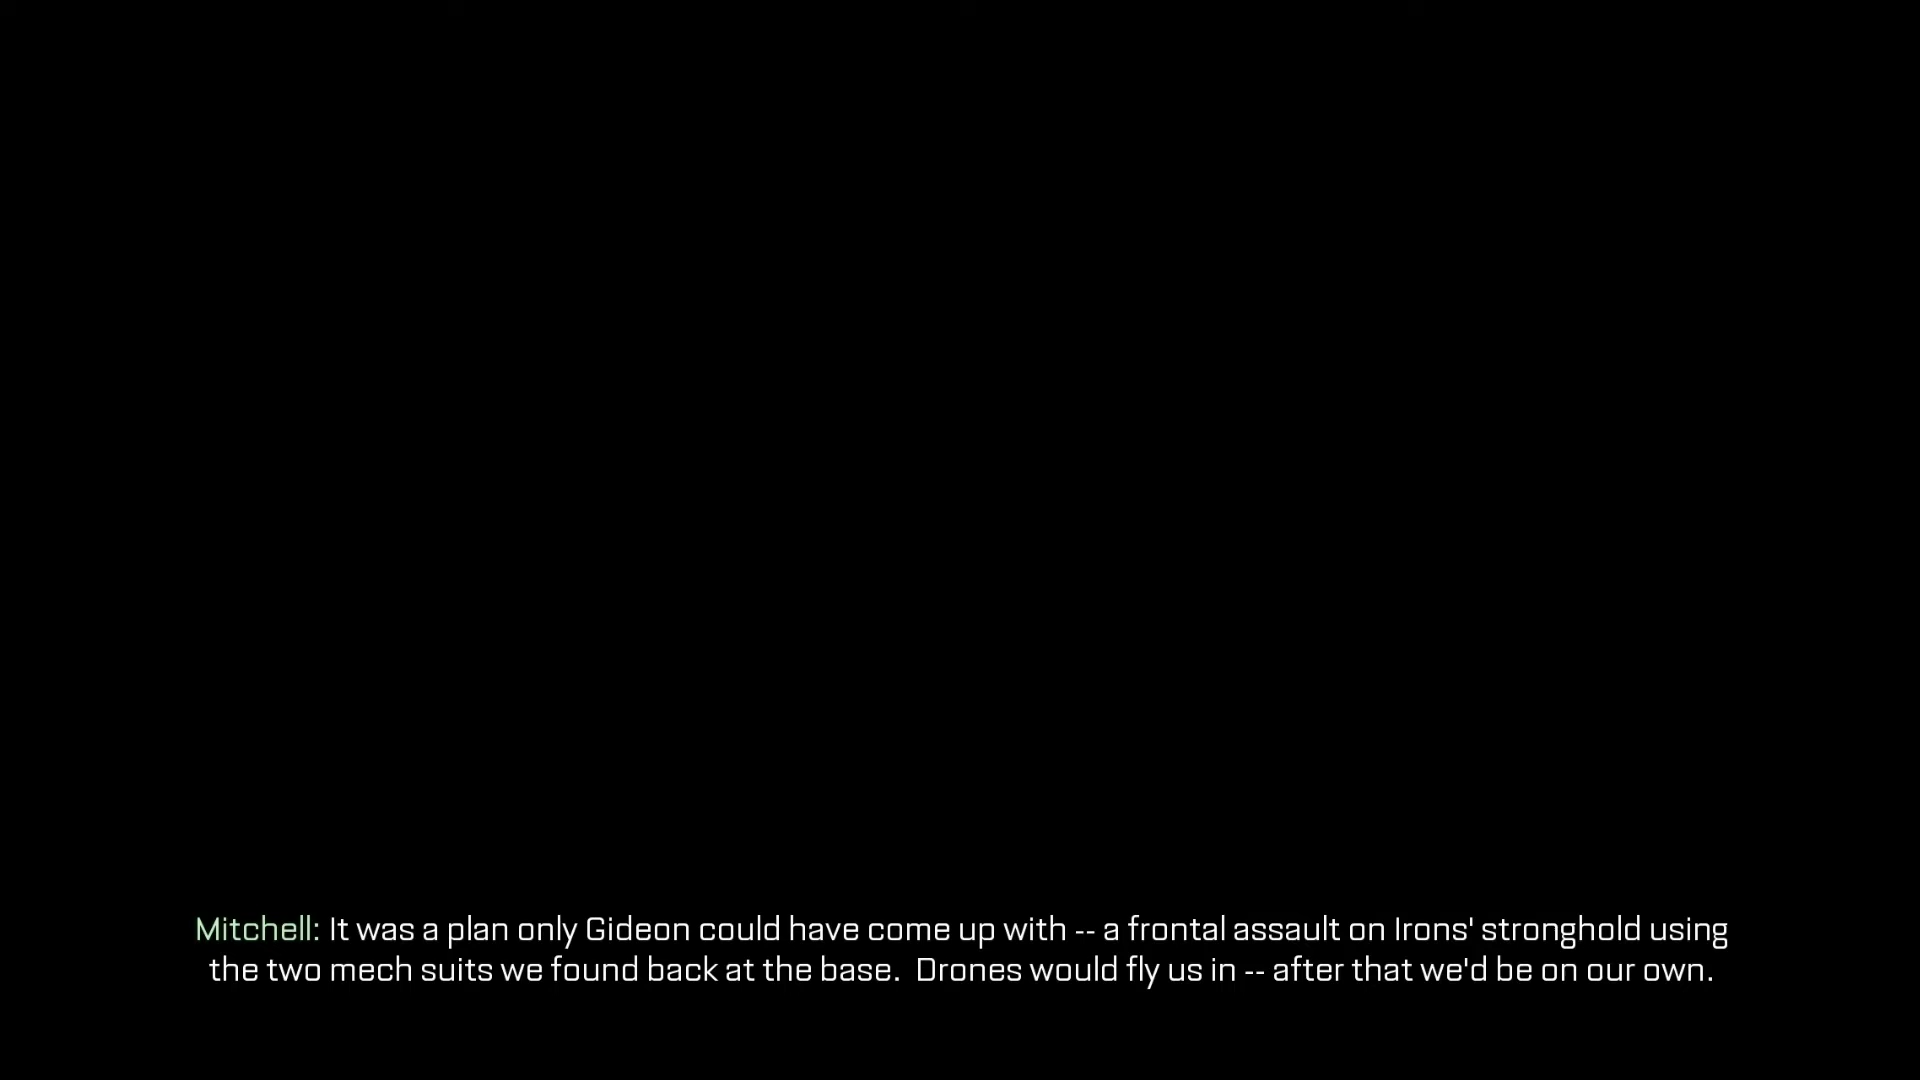 Mitchell: It was a plan only Gideon could have come up with -- a frontal assault on Irons' stronghold using
the two mech suits we found back at the base.  Drones would fly us in -- after that we'd be on our own.